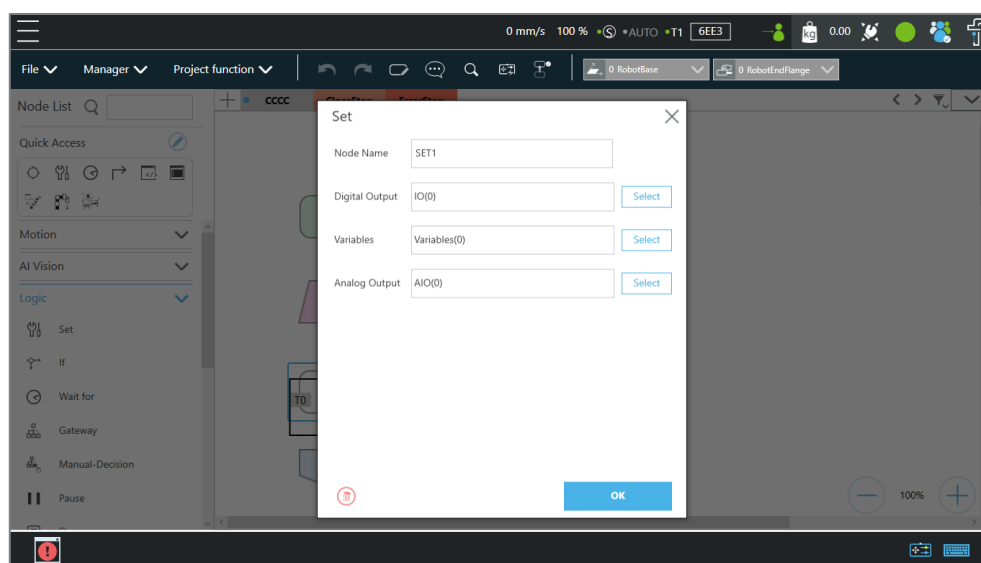 0 mm/s 100 % •Ⓢ •AUTO •T1 6EE3 kg 0.00
File Manager Project function 0 RobotBase 0 RobotEndFlange
Node List
cccc
Quick Access
Motion
AI Vision
Logic
Set
If
Wait for
Gateway
Manual-Decision
Pause
T0
Set
Node Name SET1
Digital Output IO(0) Select
Variables Variables(0) Select
Analog Output AIO(0) Select
OK
100%